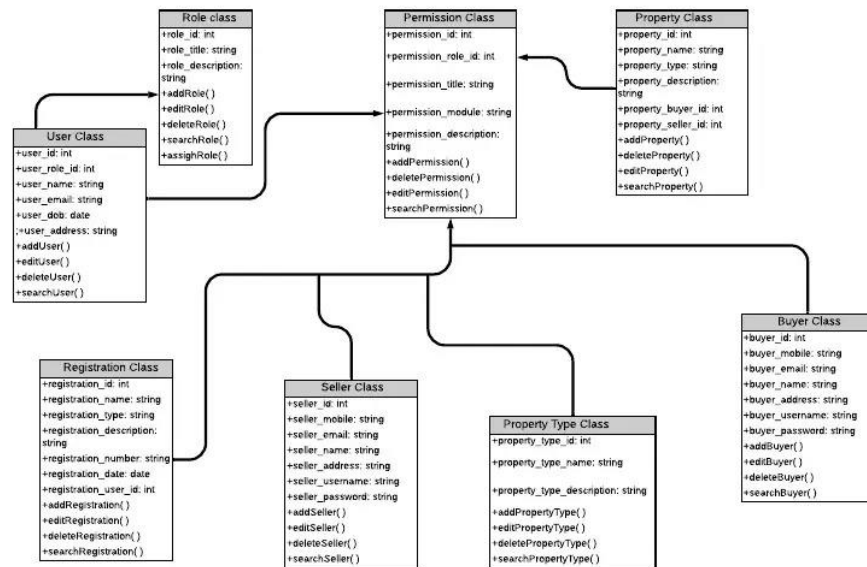 Role class
+role_id: int
+role_title: string
+role_description:
string
+addRole( )
+editRole( )
+deleteRole( )
+searchRole( )
+assighRole( )
Permission Class
+permission_id: int
+permission_role_id: int
+permission_title: string
+permission_module: string
+permission_description:
string
+addPermission( )
+deletePermission( )
+editPermission( )
+searchPermission( )
Property Class
+property_id: int
+property_name: string
+property_type: string
+property_description:
string
+property_buyer_id: int
+property_seller_id: int
+addProperty( )
+deleteProperty( )
+editProperty( )
+searchProperty( )
User Class
+user_id: int
+user_role_id: int
+user_name: string
+user_email: string
+user_dob: date
;+user_address: string
+addUser( )
+editUser( )
+deleteUser( )
+searchUser( )
Registration Class
+registration_id: int
+registration_name: string
+registration_type: string
+registration_description:
string
+registration_number: string
+registration_date: date
+registration_user_id: int
+addRegistration( )
+editRegistration( )
+deleteRegistration( )
+searchRegistration( )
Seller Class
+seller_id: int
+seller_mobile: string
+seller_email: string
+seller_name: string
+seller_address: string
+seller_username: string
+seller_password: string
+addSeller( )
+editSeller( )
+deleteSeller( )
+searchSeller( )
Property Type Class
+property_type_id: int
+property_type_name: string
+property_type_description: string
+addPropertyType( )
+editPropertyType( )
+deletePropertyType( )
+searchPropertyType( )
Buyer Class
+buyer_id: int
+buyer_mobile: string
+buyer_email: string
+buyer_name: string
+buyer_address: string
+buyer_username: string
+buyer_password: string
+addBuyer( )
+editBuyer( )
+deleteBuyer( )
+searchBuyer( )